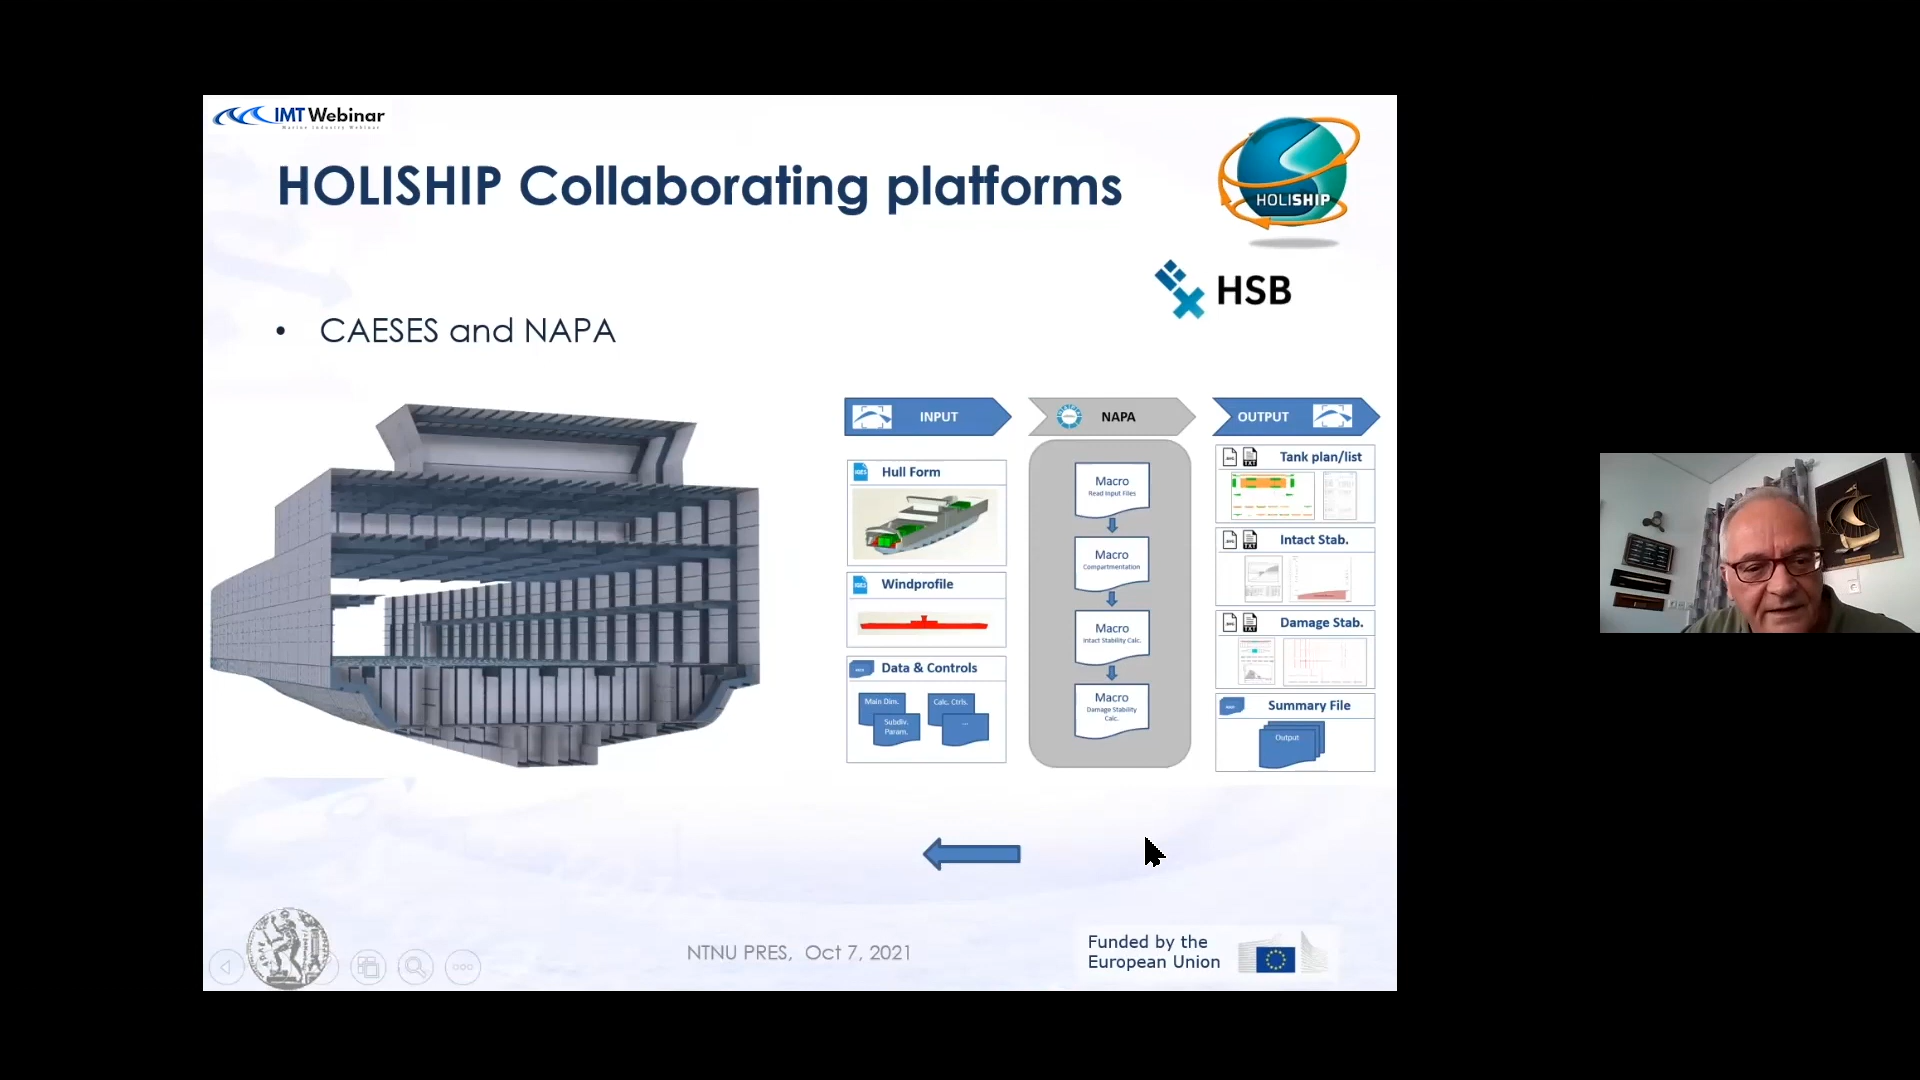 IMT Webinar
Marine Industry Webinar
HOLISHIP Collaborating platforms
HOLISHIP
HSB
• CAESES and NAPA
INPUT
NAPA
OUTPUT
Hull Form
Windprofile
Data & Controls
Main Dim.
Calc. Ctrls.
Subdiv.
Param.
...
Macro
Read Input Files
Macro
Compartmentation
Macro
Intact Stability Calc.
Macro
Damage Stability
Calc.
Tank plan/list
Intact Stab.
Damage Stab.
Summary File
Output
NTNU PRES, Oct 7, 2021
Funded by the
European Union